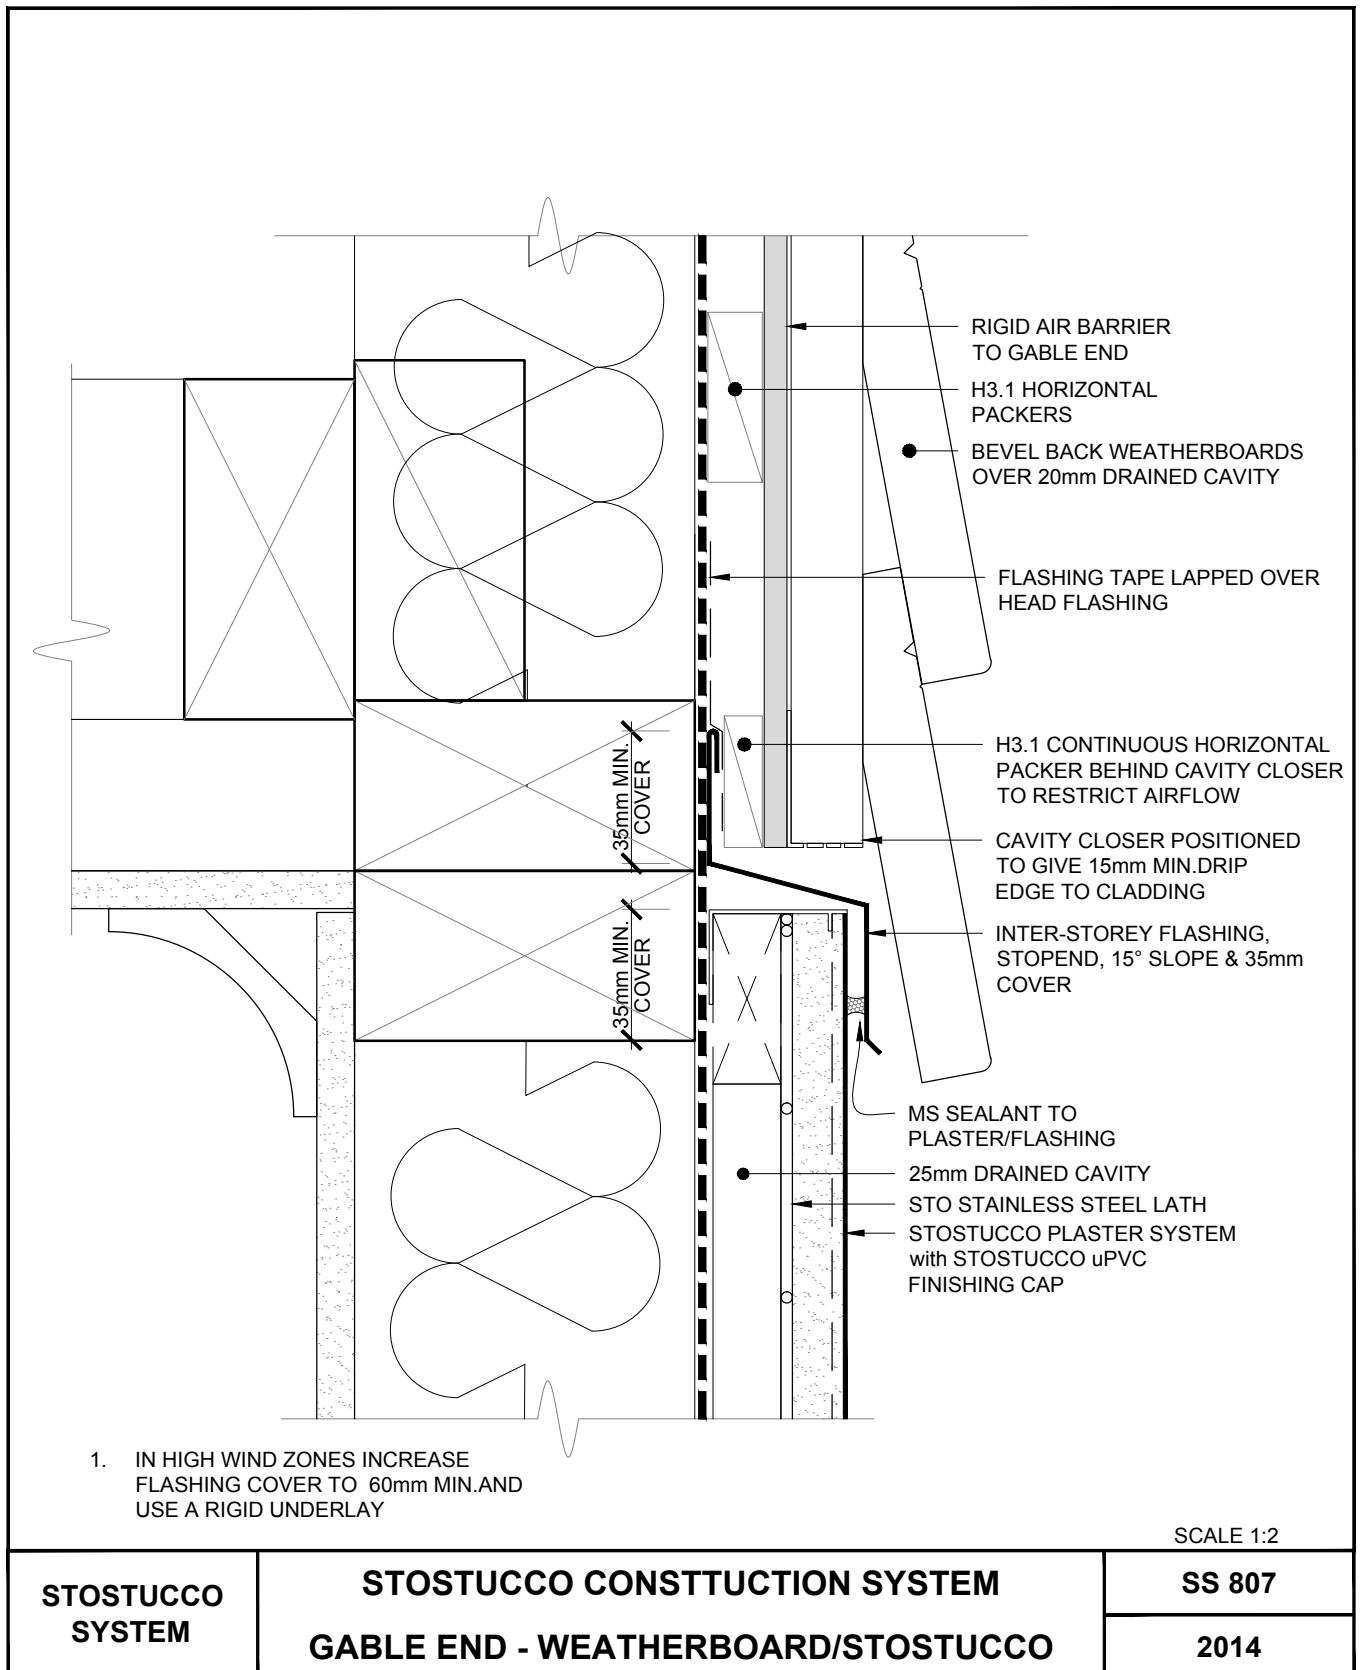 RIGID AIR BARRIER
TO GABLE END
H3.1 HORIZONTAL
PACKERS
BEVEL BACK WEATHERBOARDS
OVER 20mm DRAINED CAVITY
FLASHING TAPE LAPPED OVER
HEAD FLASHING
35mm MIN.
COVER
H3.1 CONTINUOUS HORIZONTAL
PACKER BEHIND CAVITY CLOSER
TO RESTRICT AIRFLOW
CAVITY CLOSER POSITIONED
TO GIVE 15mm MIN.DRIP
EDGE TO CLADDING
35mm MIN.
COVER
INTER-STOREY FLASHING,
STOPEND, 15° SLOPE & 35mm
COVER
MS SEALANT TO
PLASTER/FLASHING
25mm DRAINED CAVITY
STO STAINLESS STEEL LATH
STOSTUCCO PLASTER SYSTEM
with STOSTUCCO uPVC
FINISHING CAP
1. IN HIGH WIND ZONES INCREASE
FLASHING COVER TO 60mm MIN.AND
USE A RIGID UNDERLAY
SCALE 1:2
STOSTUCCO
SYSTEM
STOSTUCCO CONSTTUCTION SYSTEM
GABLE END - WEATHERBOARD/STOSTUCCO
SS 807
2014